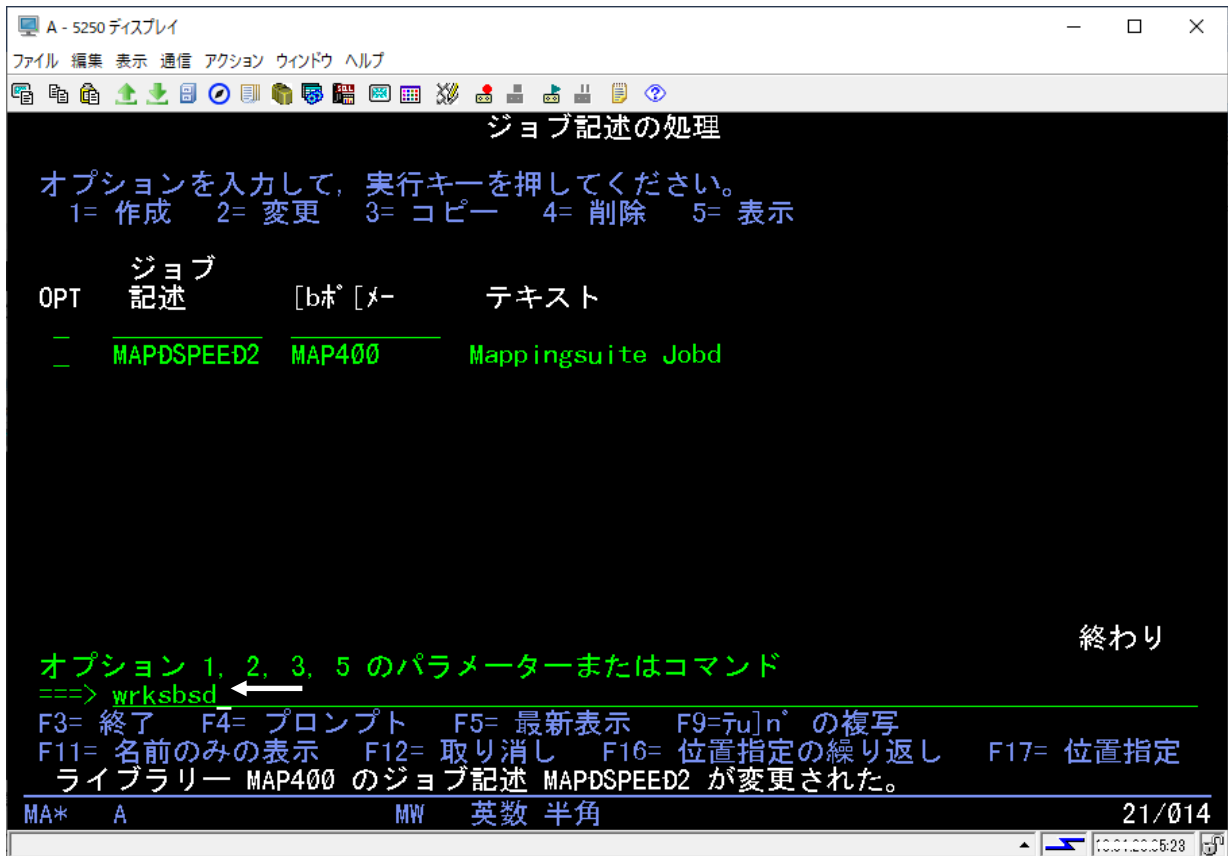 A - 5250 ディスプレイ
ファイル 編集 表示 通信 アクション ウィンドウ ヘルプ
ジョブ記述の処理
オプションを入力して, 実行キーを押してください。
1= 作成 2= 変更 3= コピー 4= 削除 5= 表示
ジョブ
OPT 記述 [bﾎﾞ[ﾒｰ テキスト
MAPDSPEED2 MAP400 Mappingsuite Jobd
終わり
オプション 1, 2, 3, 5 のパラメーターまたはコマンド
===> wrksbsd
F3= 終了 F4= プロンプト F5= 最新表示 F9=ﾃu]nﾞ の複写
F11= 名前のみの表示 F12= 取り消し F16= 位置指定の繰り返し F17= 位置指定
ライブラリー MAP400 のジョブ記述 MAPDSPEED2 が変更された。
MA* A MW 英数 半角 21/014